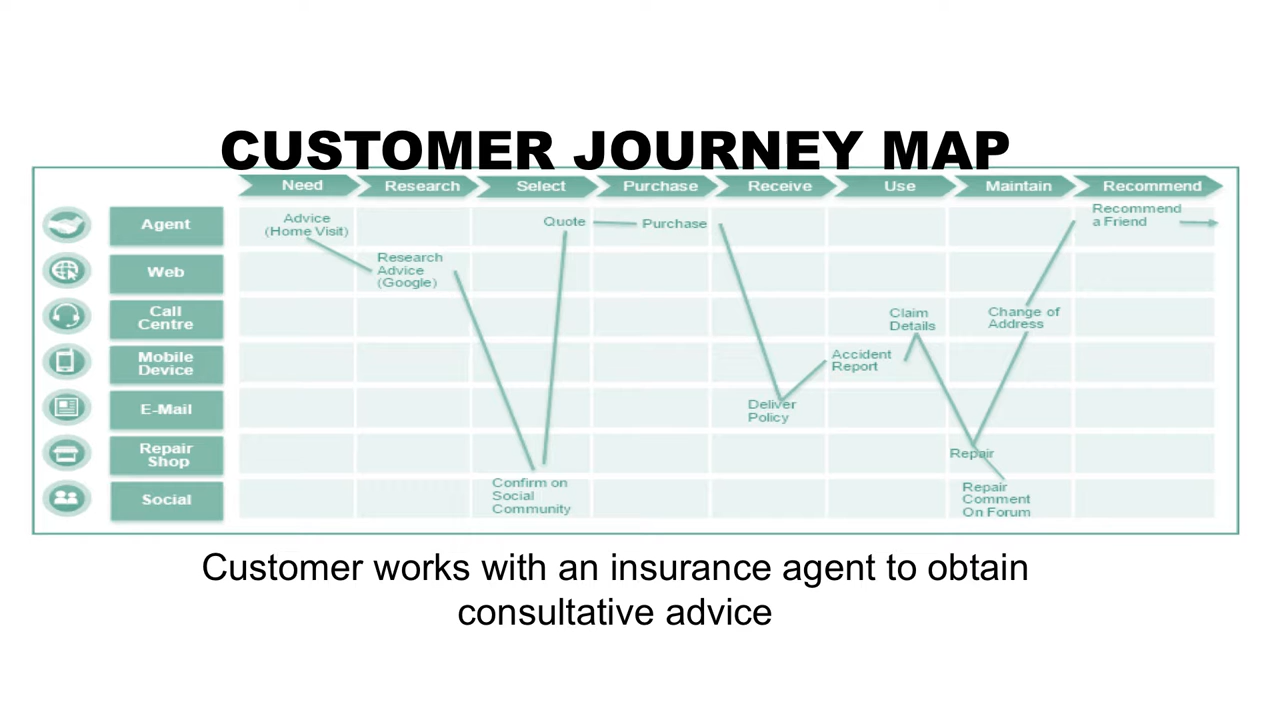 CUSTOMER JOURNEY MAP
Need Research Select Purchase Receive Use Maintain Recommend
Agent
Advice
(Home Visit)
Quote
Purchase
Recommend
a Friend
Web
Research
Advice
(Google)
Call
Centre
Claim
Details
Change of
Address
Mobile
Device
Accident
Report
E-Mail
Deliver
Policy
Repair
Shop
Repair
Social
Confirm on
Social
Community
Repair
Comment
On Forum
Customer works with an insurance agent to obtain
consultative advice